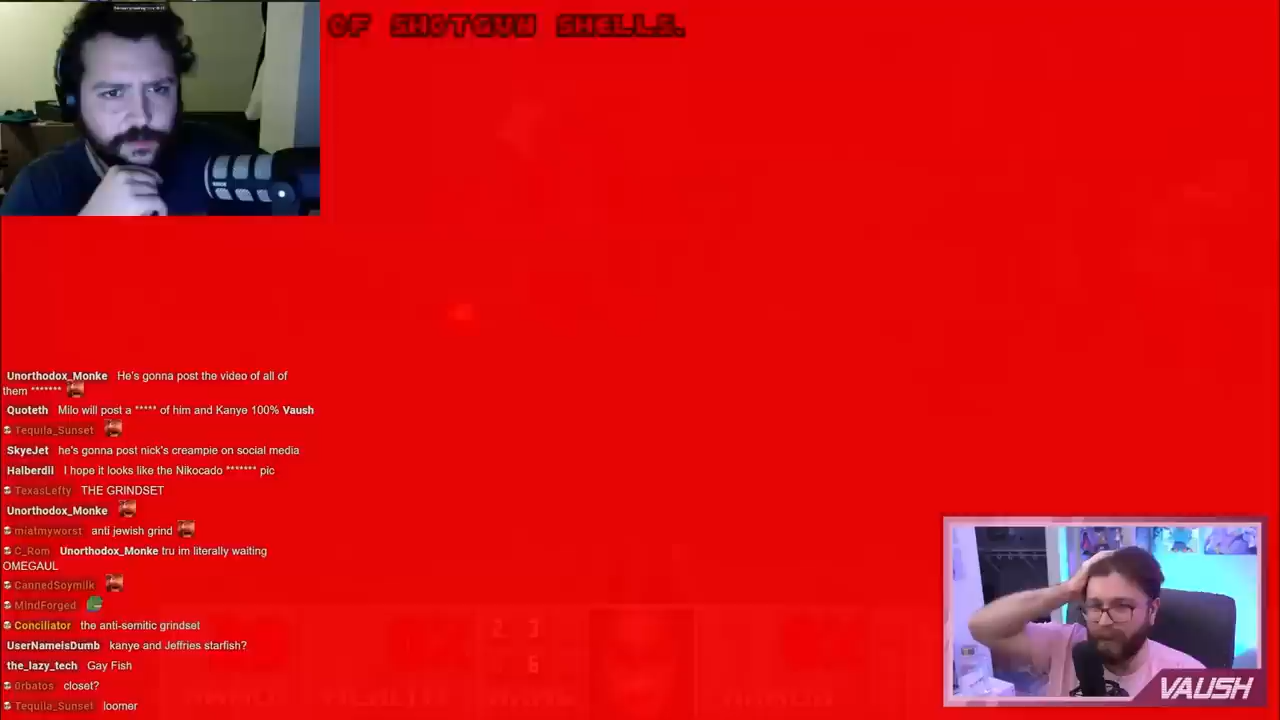 OF SHOTGUN SHELLS.
Unorthodox_Monke He's gonna post the video of all of
them *******
Quoteth Milo will post a ***** of him and Kanye 100% Vaush
Tequila_Sunset
SkyeJet he's gonna post nick's creampie on social media
Halberdil I hope it looks like the Nikocado ******* pic
TexasLefty THE GRINDSET
Unorthodox_Monke
miatmyworst anti jewish grind
C_Rom Unorthodox_Monke tru im literally waiting
OMEGAUL
CannedSoymilk
MindForged
Conciliator the anti-semitic grindset
UserNameIsDumb kanye and Jeffries starfish?
the_lazy_tech Gay Fish
0rbatos closet?
Tequila_Sunset loomer
VAUSH